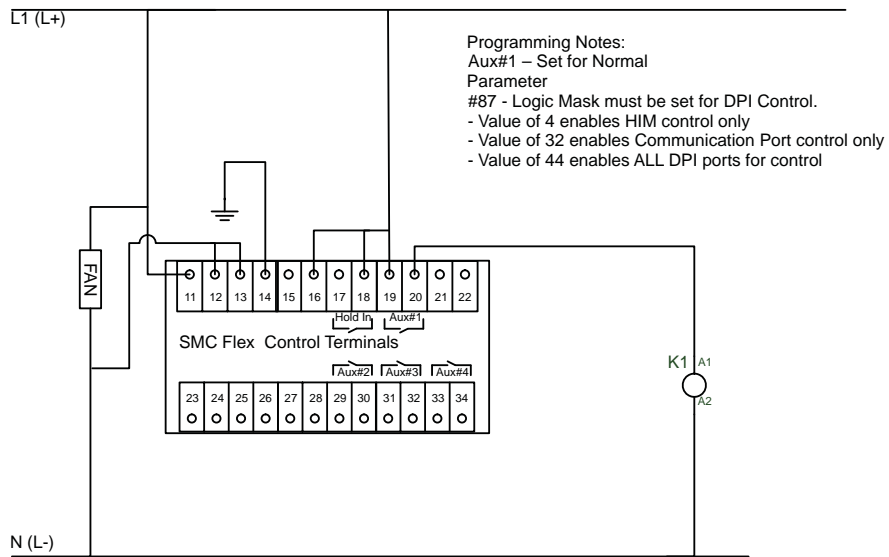 L1 (L+)
Programming Notes:
Aux#1 – Set for Normal
Parameter
#87 - Logic Mask must be set for DPI Control.
- Value of 4 enables HIM control only
- Value of 32 enables Communication Port control only
- Value of 44 enables ALL DPI ports for control
FAN
11 12 13 14 15 16 17 18 19 20 21 22
Hold In Aux#1
SMC Flex Control Terminals
Aux#2 Aux#3 Aux#4
23 24 25 26 27 28 29 30 31 32 33 34
K1 A1
A2
N (L-)